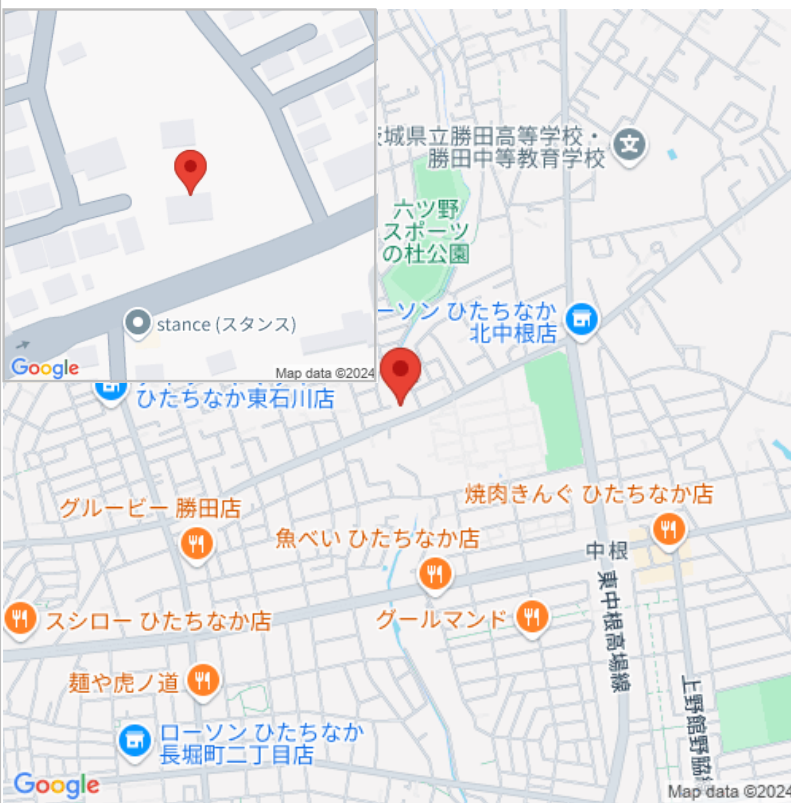 stance (スタンス)
Google
Map data ©2024
城県立勝田高等学校・
勝田中等教育学校
六ツ野
スポーツ
の杜公園
ーソン ひたちなか
北中根店
ひたちなか東石川店
グルービー 勝田店
焼肉きんぐ ひたちなか店
魚べい ひたちなか店
中根
スシロー ひたちなか店
グールマンド
東中根高場線
麺や虎ノ道
上野館野脇
ローソン ひたちなか
長堀町二丁目店
Google
Map data ©2024